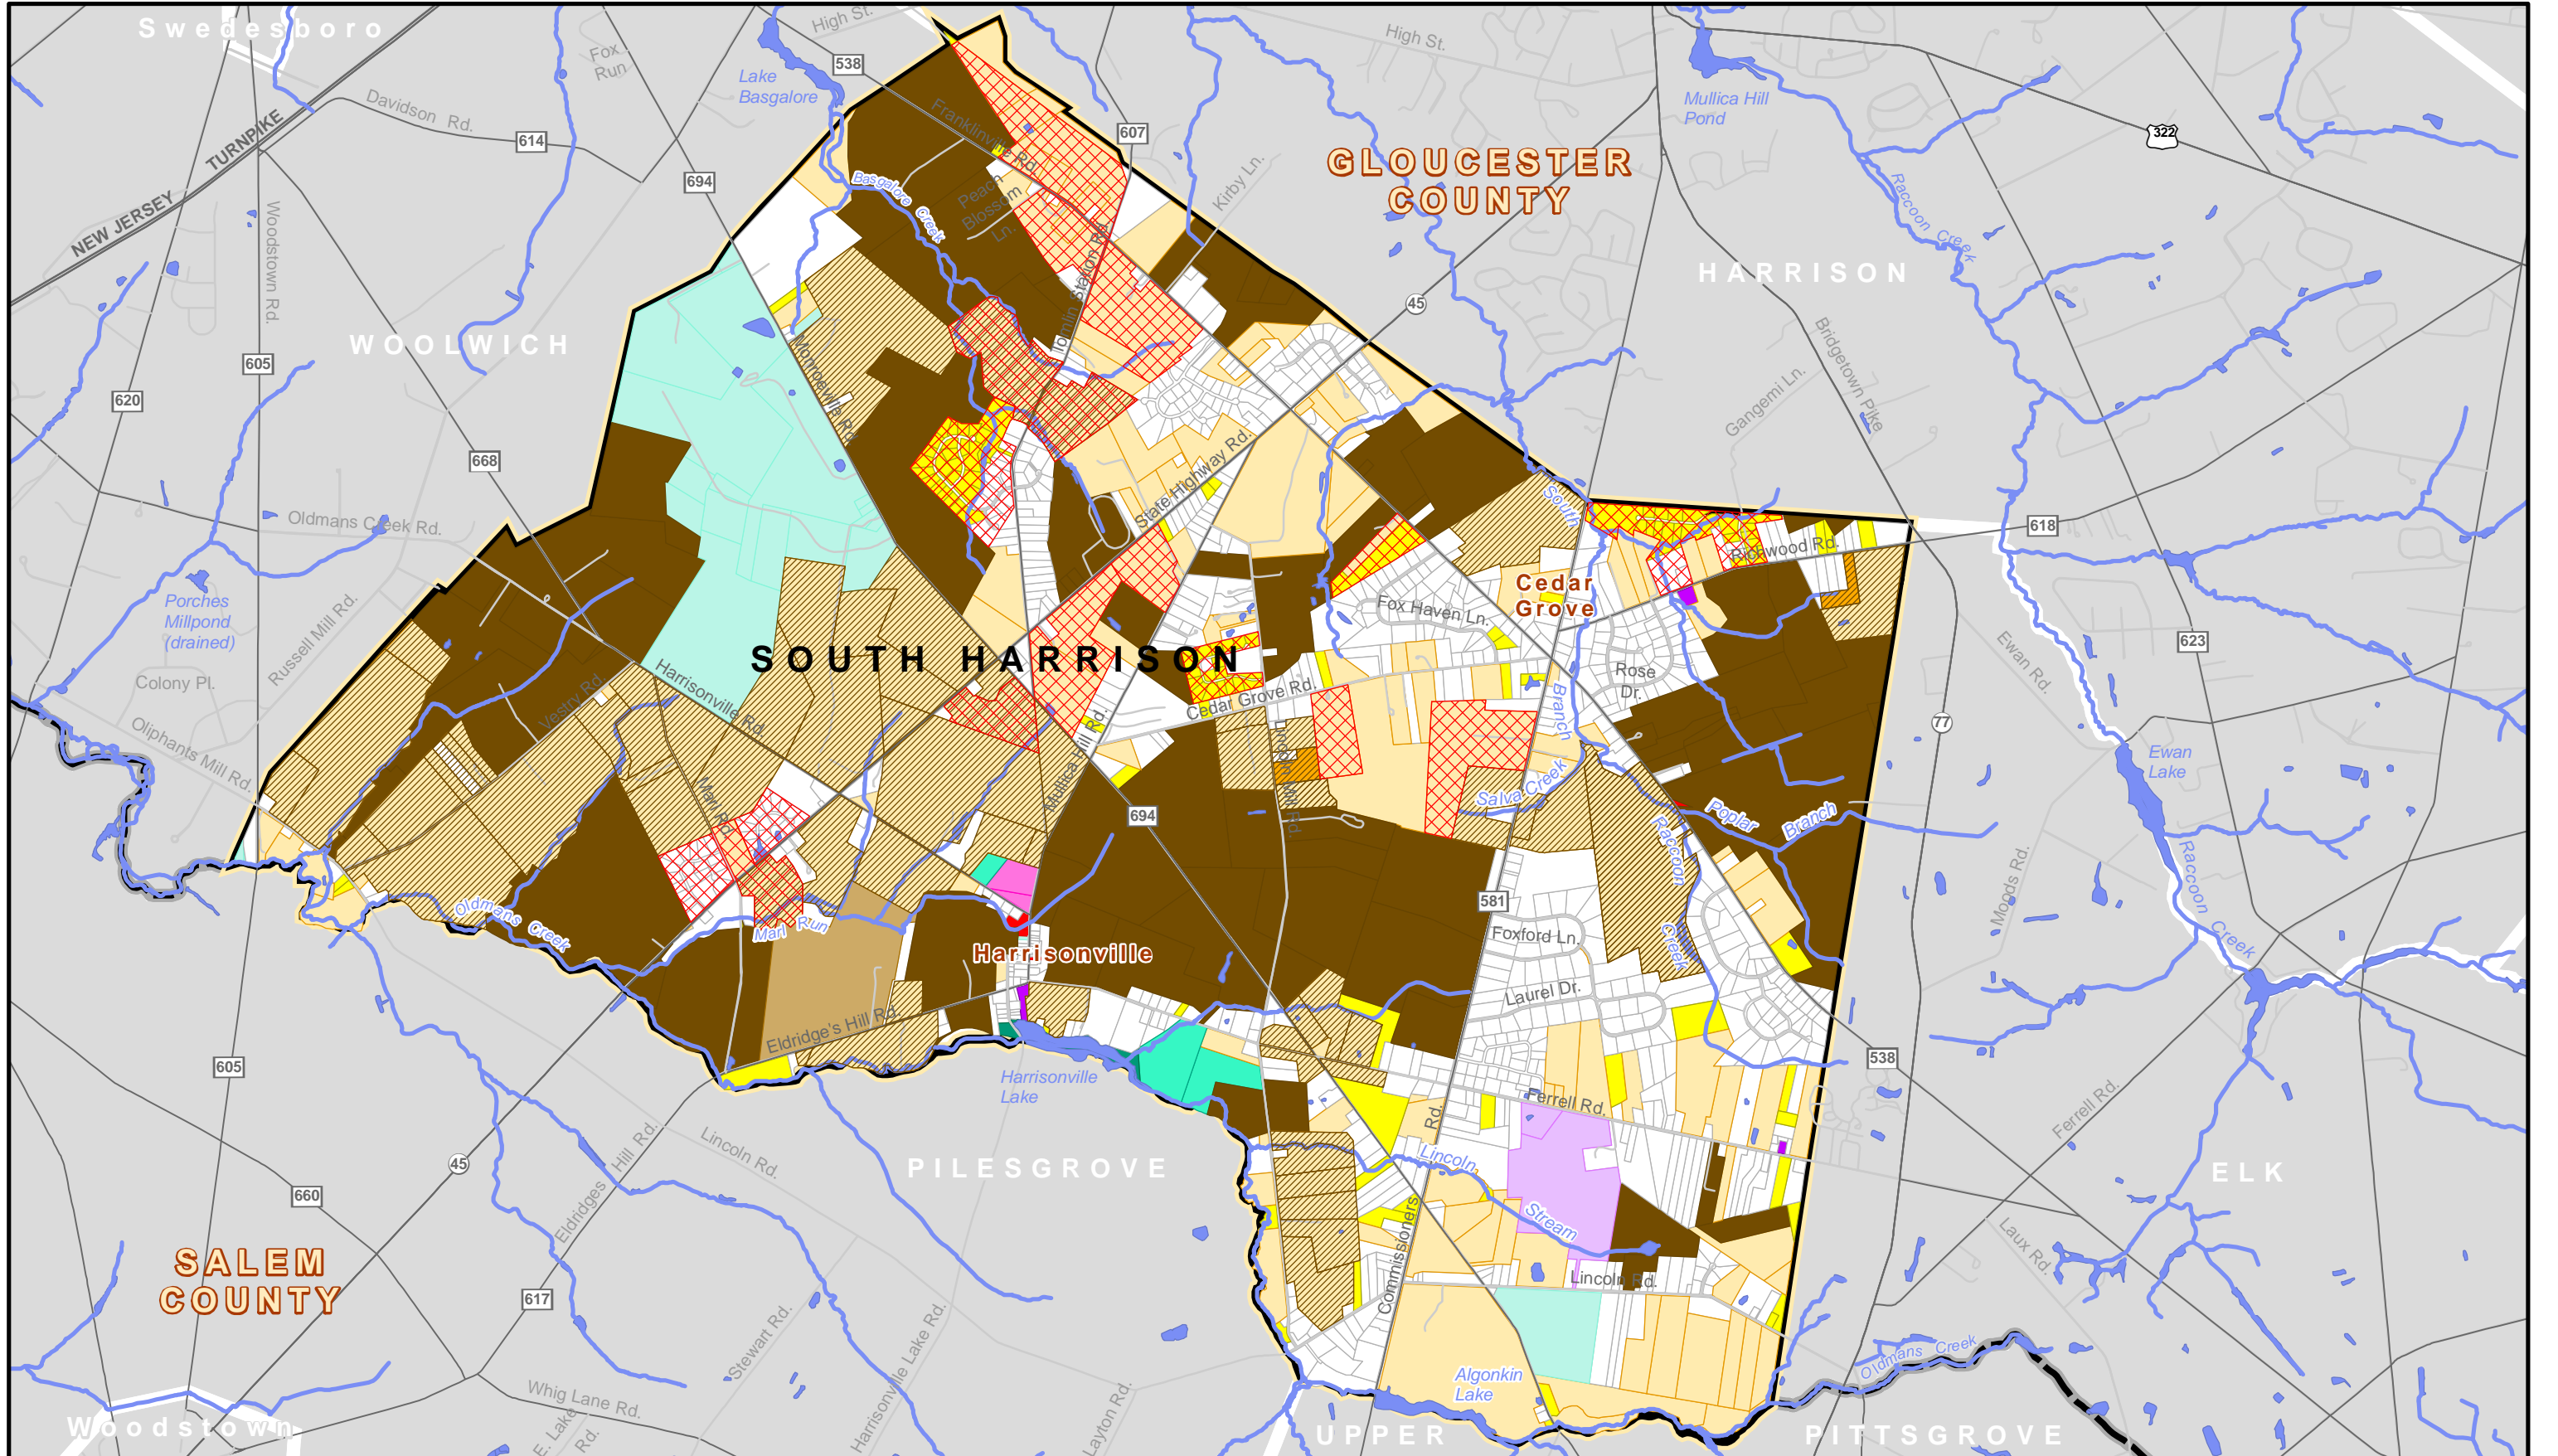 Swedesboro
High St.
High St.
Fox
Run
538
Lake
Basgalore
Davidson Rd.
Mullica Hill
Pond
NEW JERSEY TURNPIKE
614
Franklinville Rd.
607
322
GLOUCESTER
COUNTY
694
Kirby Ln.
Basgalore Creek
Peach
Blossom
Ln.
Raccoon Creek
Woodstown Rd.
Tomlin Station Rd.
HARRISON
45
WOOLWICH
Monroeville Rd.
Bridgetown Pike
605
Gangemi Ln.
620
668
State Highway Rd.
South
Oldmans Creek Rd.
618
Richwood Rd.
Cedar
Grove
Porches
Millpond
(drained)
Russell Mill Rd.
Fox Haven Ln.
623
Ewan Rd.
SOUTH HARRISON
Colony Pl.
Harrisonville Rd.
Vestry Rd.
Cedar Grove Rd.
Rose
Dr.
Branch
77
Oliphants Mill Rd.
Lincoln Mill Rd.
Mullica Hill Rd.
Marl Rd.
Ewan
Lake
Salva Creek
694
Poplar Branch
Raccoon
Creek
Raccoon Creek
Moods Rd.
581
Oldmans Creek
Marl Run
Foxford Ln.
Harrisonville
Laurel Dr.
Eldridge's Hill Rd.
605
538
Harrisonville
Lake
Ferrell Rd.
Ferrell Rd.
Rd.
Lincoln Rd.
45
PILESGROVE
Lincoln
ELK
660
Eldridges Hill Rd.
Stream
Commissioners
Laux Rd.
SALEM
COUNTY
Lincoln Rd.
617
Stewart Rd.
Harrisonville Lake Rd.
Oldmans Creek
Algonkin
Lake
Whig Lane Rd.
Layton Rd.
Woodstown
E. Lake
Rd.
UPPER
PITTSGROVE